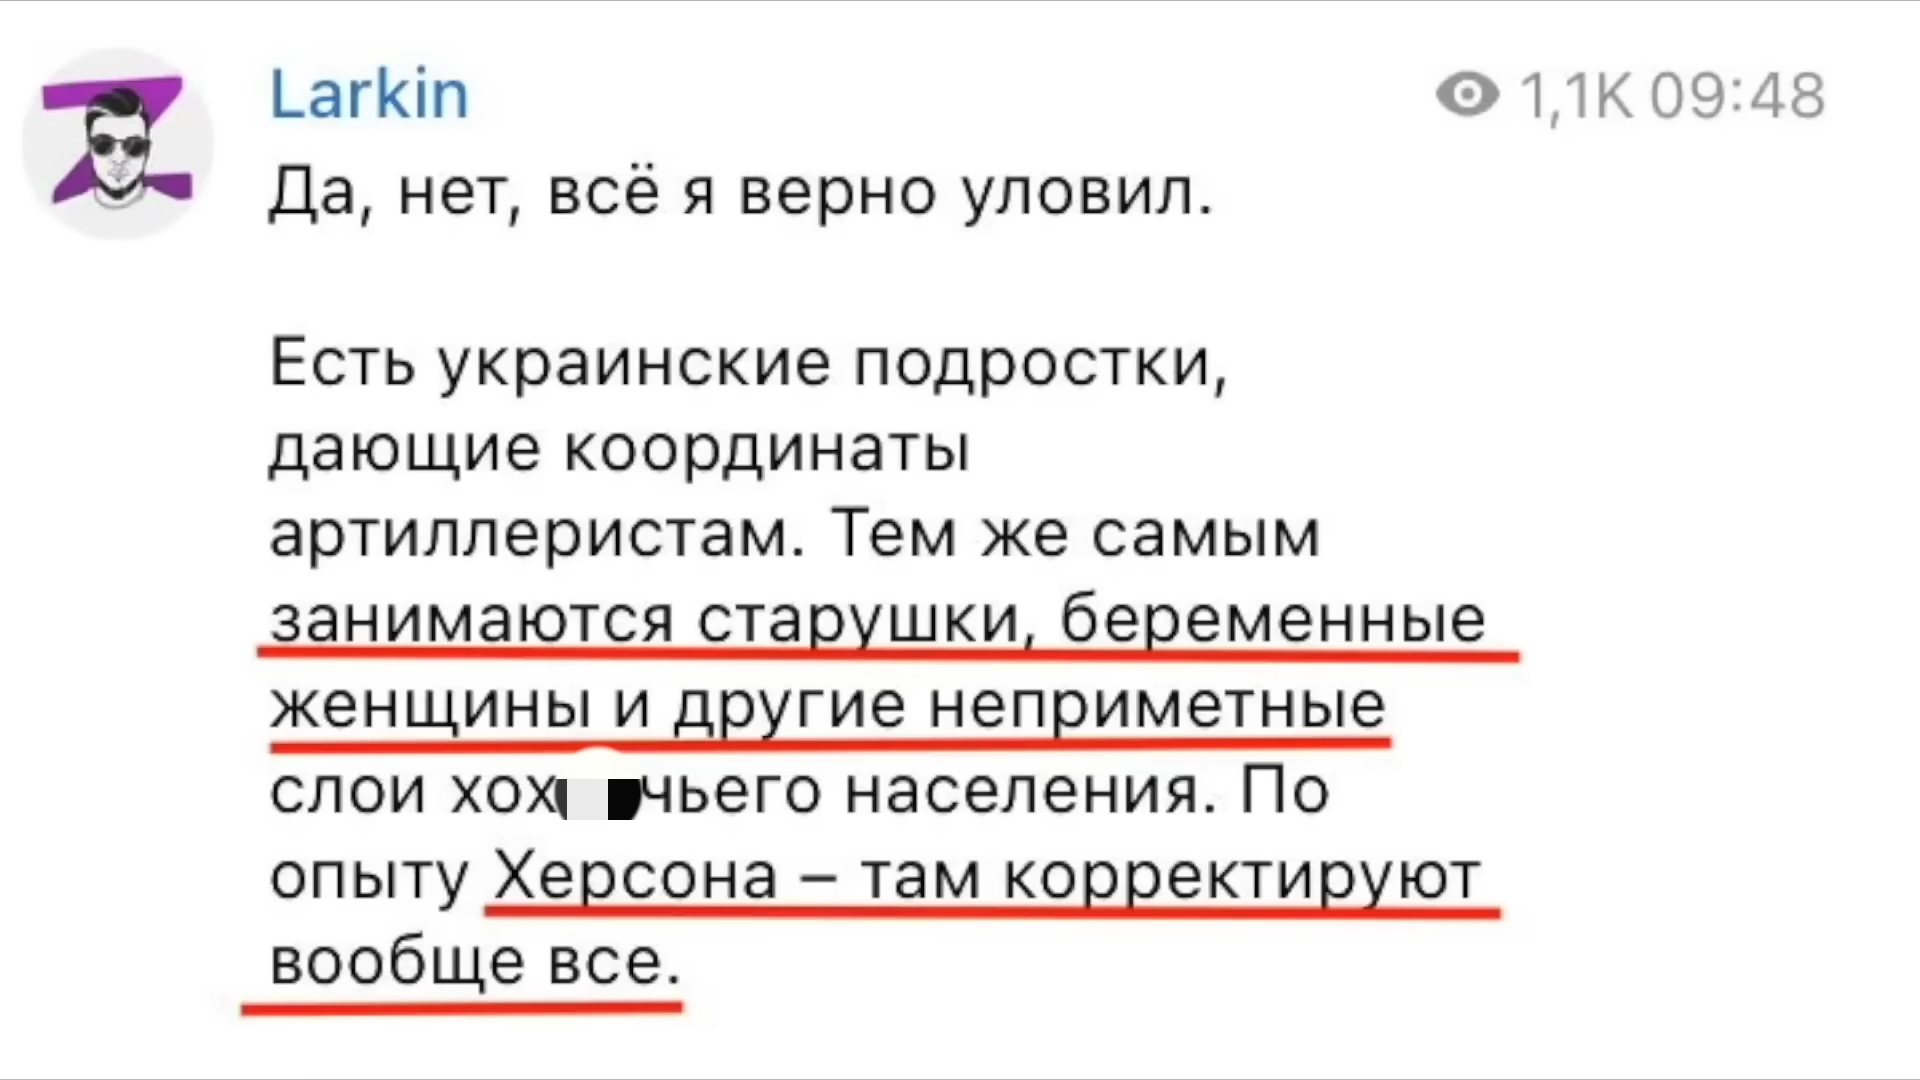 Larkin
1,1K 09:48
Да, нет, всё я верно уловил.
Есть украинские подростки,
дающие координаты
артиллеристам. Тем же самым
занимаются старушки, беременные
женщины и другие неприметные
слои населения. По
опыту Херсона – там корректируют
вообще все.